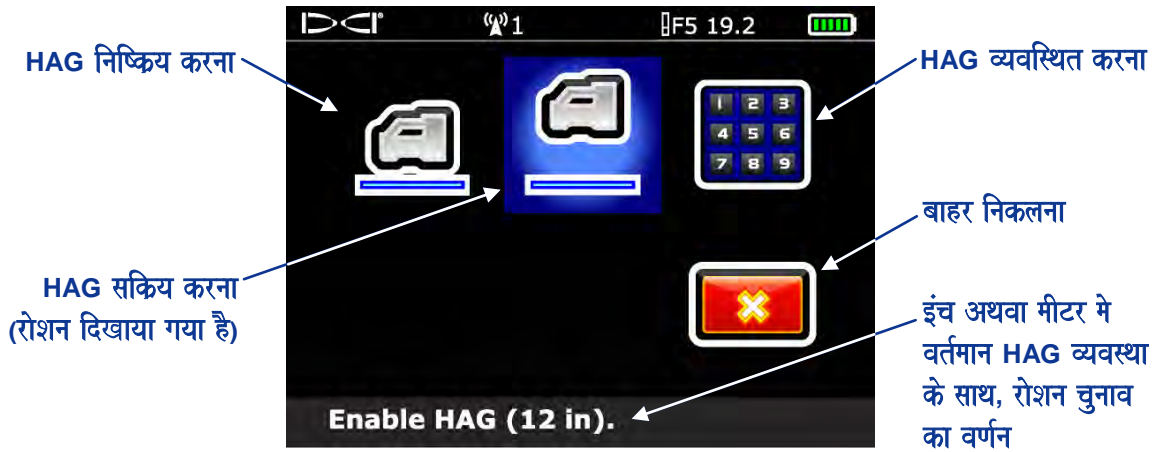 DCI
1
F5 19.2
HAG निष्क्रिय करना
HAG व्यवस्थित करना
1 2 3
4 5 6
7 8 9
बाहर निकलना
HAG सक्रिय करना
(रोशन दिखाया गया है)
इंच अथवा मीटर मे
वर्तमान HAG व्यवस्था
के साथ, रोशन चुनाव
का वर्णन
Enable HAG (12 in).